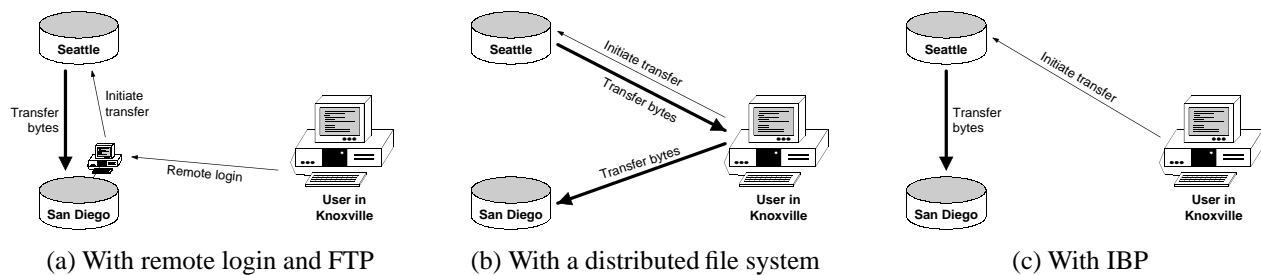 Seattle
Initiate
transfer
Transfer
bytes
Remote login
San Diego
User in
Knoxville
(a) With remote login and FTP
Seattle
Initiate transfer
Transfer bytes
Transfer bytes
San Diego
User in
Knoxville
(b) With a distributed file system
Seattle
Initiate transfer
Transfer
bytes
San Diego
User in
Knoxville
(c) With IBP